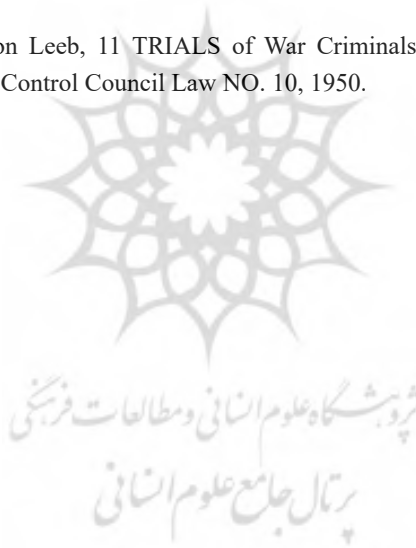 on Leeb, 11 TRIALS of War Criminals
Control Council Law NO. 10, 1950.
پژوهشگاه علوم انسانی و مطالعات فرهنگی
پرتال جامع علوم انسانی